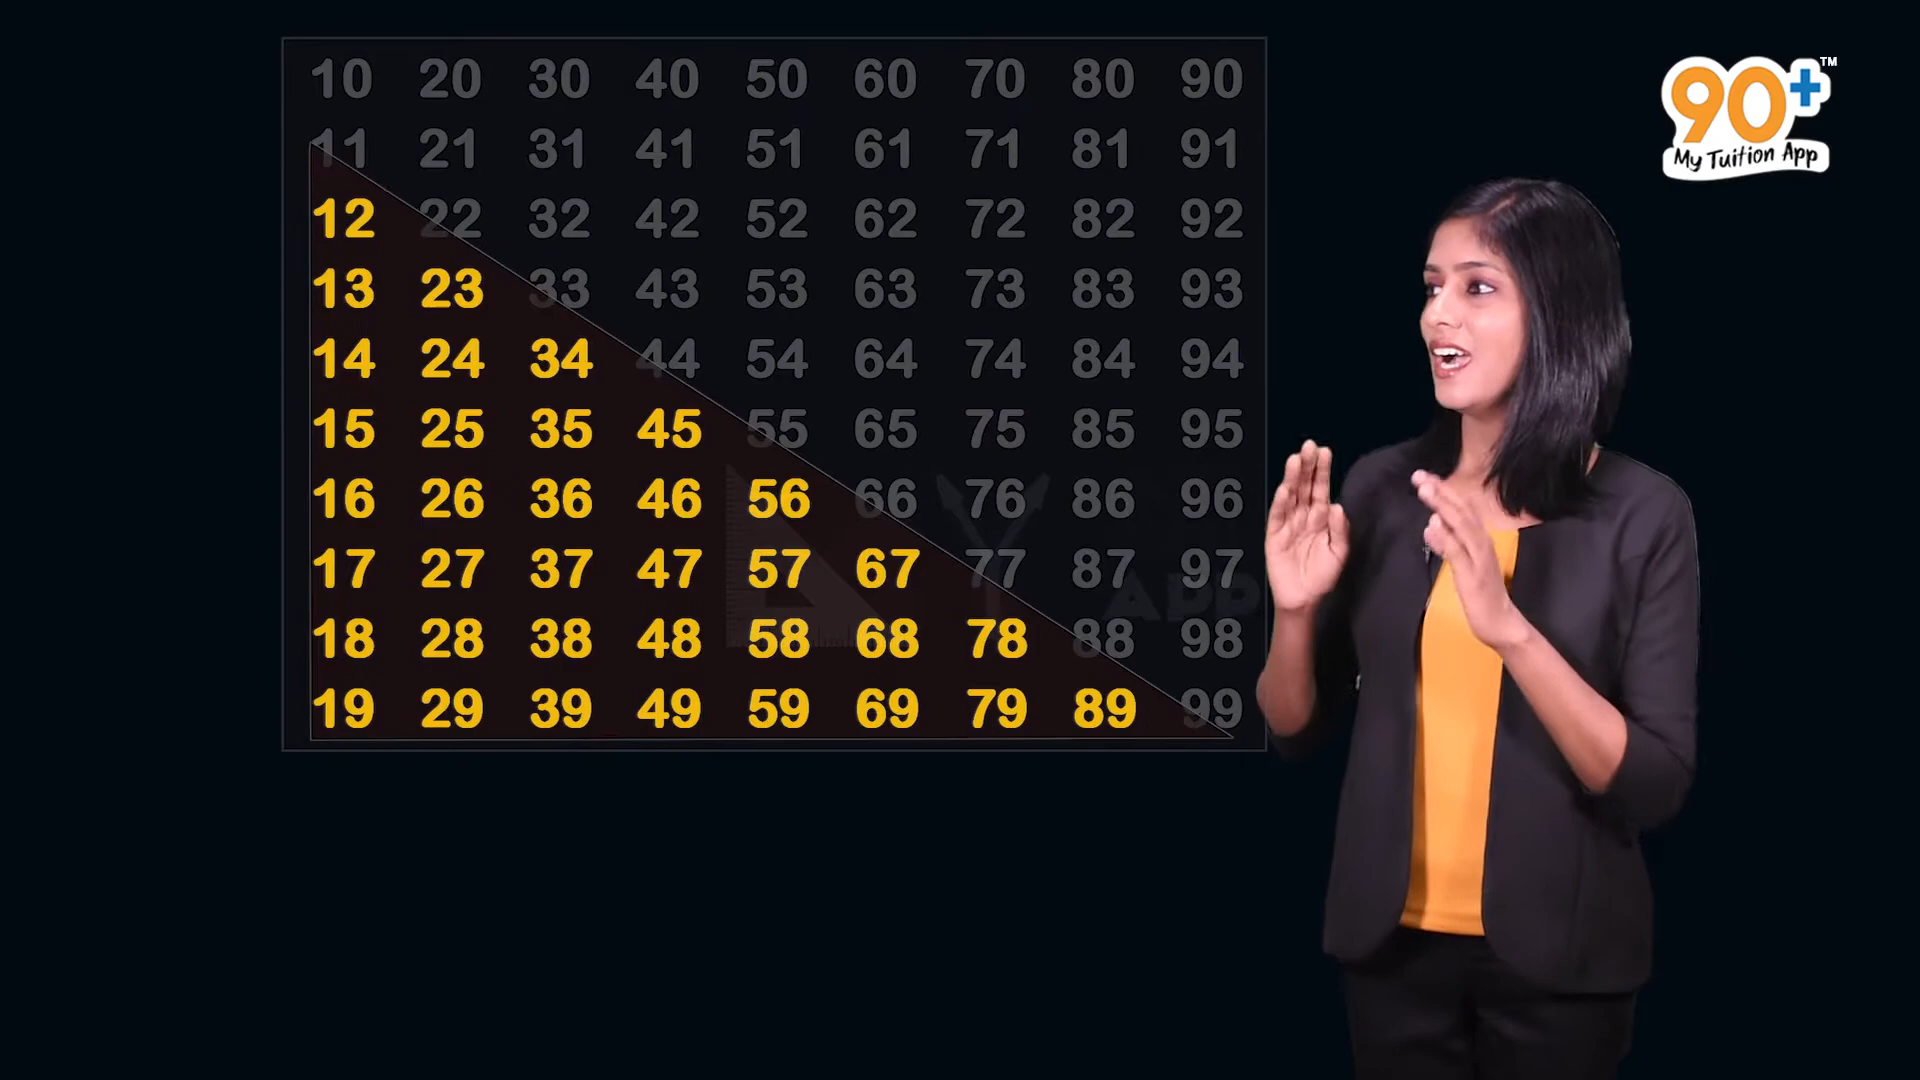 10 20 30 40 50 60 70 80 90
11 21 31 41 51 61 71 81 91
12 22 32 42 52 62 72 82 92
13 23 33 43 53 63 73 83 93
14 24 34 44 54 64 74 84 94
15 25 35 45 55 65 75 85 95
16 26 36 46 56 66 76 86 96
17 27 37 47 57 67 77 87 97
18 28 38 48 58 68 78 88 98
19 29 39 49 59 69 79 89 99
90+™
My Tuition App
APP